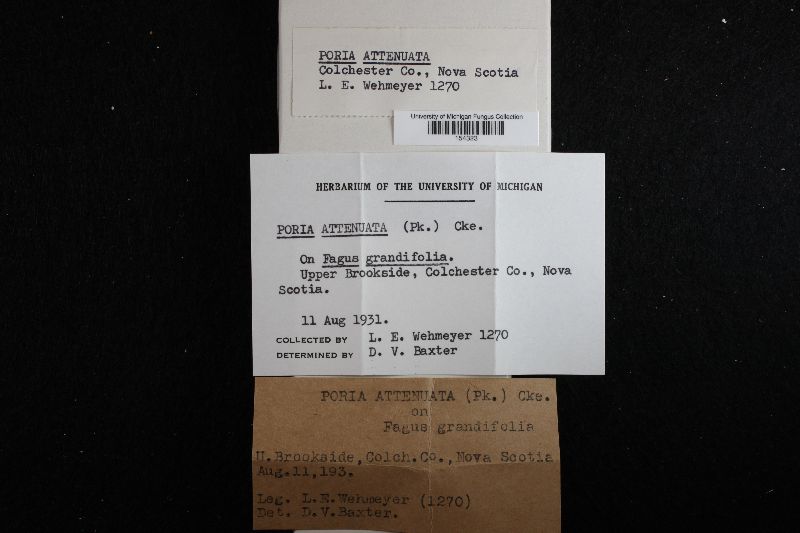 PORIA ATTENUATA
Colchester Co., Nova Scotia
L. E. Wehmeyer 1270
University of Michigan Fungus Collection
154393
HERBARIUM OF THE UNIVERSITY OF MICHIGAN
PORIA ATTENUATA (Pk.) Cke.
On Fagus grandifolia.
Upper Brookside, Colchester Co., Nova
Scotia.
11 Aug 1931.
COLLECTED BY L. E. Wehmeyer 1270
DETERMINED BY D. V. Baxter
PORIA ATTENUATA (Pk.) Cke.
on
Fagus grandifolia
U.Brookside,Colch.Co.,Nova Scotia
Aug.11,193.
Leg. L.E.Wehmeyer (1270)
Det. D.V.Baxter.